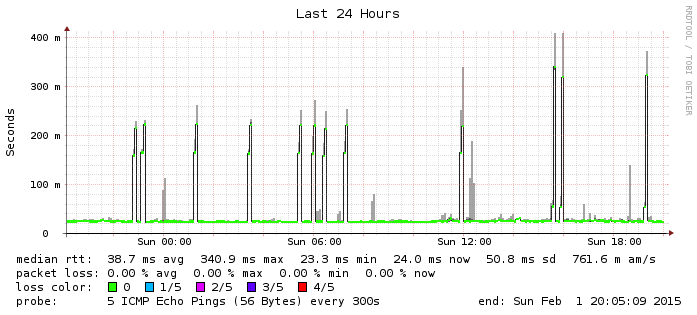 Last 24 Hours
RRDTOOL / TOBI OETIKER
Seconds
400 m
300 m
200 m
100 m
0
Sun 00:00 Sun 06:00 Sun 12:00 Sun 18:00
median rtt: 38.7 ms avg 340.9 ms max 23.3 ms min 24.0 ms now 50.8 ms sd 761.6 m am/s
packet loss: 0.00 % avg 0.00 % max 0.00 % min 0.00 % now
loss color: 0 1/5 2/5 3/5 4/5
probe: 5 ICMP Echo Pings (56 Bytes) every 300s end: Sun Feb 1 20:05:09 2015